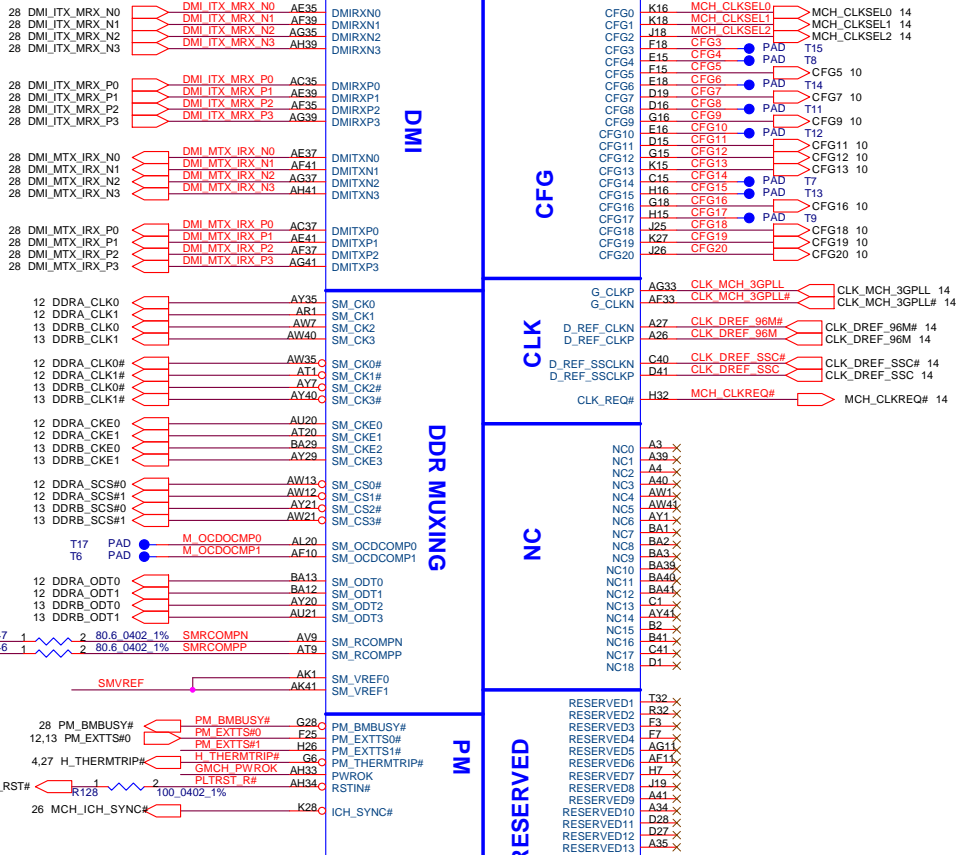 28 DMI_ITX_MRX_N0 DMI_ITX_MRX_N0 AE35 DMIRXN0
28 DMI_ITX_MRX_N1 DMI_ITX_MRX_N1 AF39 DMIRXN1
28 DMI_ITX_MRX_N2 DMI_ITX_MRX_N2 AG35 DMIRXN2
28 DMI_ITX_MRX_N3 DMI_ITX_MRX_N3 AH39 DMIRXN3
28 DMI_ITX_MRX_P0 DMI_ITX_MRX_P0 AC35 DMIRXP0
28 DMI_ITX_MRX_P1 DMI_ITX_MRX_P1 AE39 DMIRXP1
28 DMI_ITX_MRX_P2 DMI_ITX_MRX_P2 AF35 DMIRXP2
28 DMI_ITX_MRX_P3 DMI_ITX_MRX_P3 AG39 DMIRXP3
28 DMI_MTX_IRX_N0 DMI_MTX_IRX_N0 AE37 DMITXN0
28 DMI_MTX_IRX_N1 DMI_MTX_IRX_N1 AF41 DMITXN1
28 DMI_MTX_IRX_N2 DMI_MTX_IRX_N2 AG37 DMITXN2
28 DMI_MTX_IRX_N3 DMI_MTX_IRX_N3 AH41 DMITXN3
28 DMI_MTX_IRX_P0 DMI_MTX_IRX_P0 AC37 DMITXP0
28 DMI_MTX_IRX_P1 DMI_MTX_IRX_P1 AE41 DMITXP1
28 DMI_MTX_IRX_P2 DMI_MTX_IRX_P2 AF37 DMITXP2
28 DMI_MTX_IRX_P3 DMI_MTX_IRX_P3 AG41 DMITXP3
DMI
12 DDRA_CLK0 AY35 SM_CK0
12 DDRA_CLK1 AR1 SM_CK1
13 DDRB_CLK0 AW7 SM_CK2
13 DDRB_CLK1 AW40 SM_CK3
12 DDRA_CLK0# AW35 SM_CK0#
12 DDRA_CLK1# AT1 SM_CK1#
13 DDRB_CLK0# AY7 SM_CK2#
13 DDRB_CLK1# AY40 SM_CK3#
12 DDRA_CKE0 AU20 SM_CKE0
12 DDRA_CKE1 AT20 SM_CKE1
13 DDRB_CKE0 BA29 SM_CKE2
13 DDRB_CKE1 AY29 SM_CKE3
12 DDRA_SCS#0 AW13 SM_CS0#
12 DDRA_SCS#1 AW12 SM_CS1#
13 DDRB_SCS#0 AY21 SM_CS2#
13 DDRB_SCS#1 AW21 SM_CS3#
T17 PAD M_OCDOCMP0 AL20 SM_OCDCOMP0
T6 PAD M_OCDOCMP1 AF10 SM_OCDCOMP1
12 DDRA_ODT0 BA13 SM_ODT0
12 DDRA_ODT1 BA12 SM_ODT1
13 DDRB_ODT0 AY20 SM_ODT2
13 DDRB_ODT1 AU21 SM_ODT3
7 1 2 80.6_0402_1% SMRCOMPN AV9 SM_RCOMPN
6 1 2 80.6_0402_1% SMRCOMPP AT9 SM_RCOMPP
AK1 SM_VREF0
SMVREF AK41 SM_VREF1
DDR MUXING
28 PM_BMBUSY# PM_BMBUSY# G28 PM_BMBUSY#
12,13 PM_EXTTS#0 PM_EXTTS#0 F25 PM_EXTTS0#
PM_EXTTS#1 H26 PM_EXTTS1#
4,27 H_THERMTRIP# H_THERMTRIP# G6 PM_THERMTRIP#
GMCH_PWROK AH33 PWROK
_RST# R128 1 2 100_0402_1% PLTRST_R# AH34 RSTIN#
26 MCH_ICH_SYNC# K28 ICH_SYNC#
PM
CFG0 K16 MCH_CLKSEL0 MCH_CLKSEL0 14
CFG1 K18 MCH_CLKSEL1 MCH_CLKSEL1 14
CFG2 J18 MCH_CLKSEL2 MCH_CLKSEL2 14
CFG3 F18 CFG3 PAD T15
CFG4 E15 CFG4 PAD T8
CFG5 F15 CFG5 CFG5 10
CFG6 E18 CFG6 PAD T14
CFG7 D19 CFG7 CFG7 10
CFG8 D16 CFG8 PAD T11
CFG9 G16 CFG9 CFG9 10
CFG10 E16 CFG10 PAD T12
CFG11 D15 CFG11 CFG11 10
CFG12 G15 CFG12 CFG12 10
CFG13 K15 CFG13 CFG13 10
CFG14 C15 CFG14 PAD T7
CFG15 H16 CFG15 PAD T13
CFG16 G18 CFG16 CFG16 10
CFG17 H15 CFG17 PAD T9
CFG18 J25 CFG18 CFG18 10
CFG19 K27 CFG19 CFG19 10
CFG20 J26 CFG20 CFG20 10
CFG
G_CLKP AG33 CLK_MCH_3GPLL CLK_MCH_3GPLL 14
G_CLKN AF33 CLK_MCH_3GPLL# CLK_MCH_3GPLL# 14
D_REF_CLKN A27 CLK_DREF_96M# CLK_DREF_96M# 14
D_REF_CLKP A26 CLK_DREF_96M CLK_DREF_96M 14
D_REF_SSCLKN C40 CLK_DREF_SSC# CLK_DREF_SSC# 14
D_REF_SSCLKP D41 CLK_DREF_SSC CLK_DREF_SSC 14
CLK_REQ# H32 MCH_CLKREQ# MCH_CLKREQ# 14
CLK
NC0 A3
NC1 A39
NC2 A4
NC3 A40
NC4 AW1
NC5 AW41
NC6 AY1
NC7 BA1
NC8 BA2
NC9 BA3
NC10 BA39
NC11 BA40
NC12 BA41
NC13 C1
NC14 AY41
NC15 B2
NC16 B41
NC17 C41
NC18 D1
NC
RESERVED1 T32
RESERVED2 R32
RESERVED3 F3
RESERVED4 F7
RESERVED5 AG11
RESERVED6 AF11
RESERVED7 H7
RESERVED8 J19
RESERVED9 A41
RESERVED10 A34
RESERVED11 D28
RESERVED12 D27
RESERVED13 A35
RESERVED